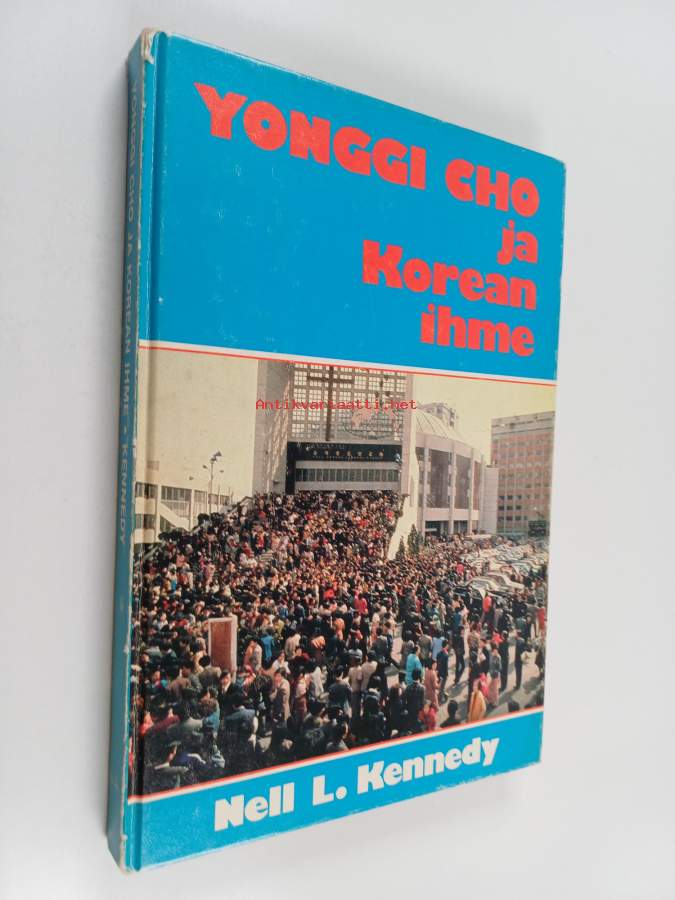 YONGGI CHO
ja
Korean
ihme
Antikvariaatti.net
Nell L. Kennedy
YONGGI CHO JA KOREAN IHME • KENNEDY